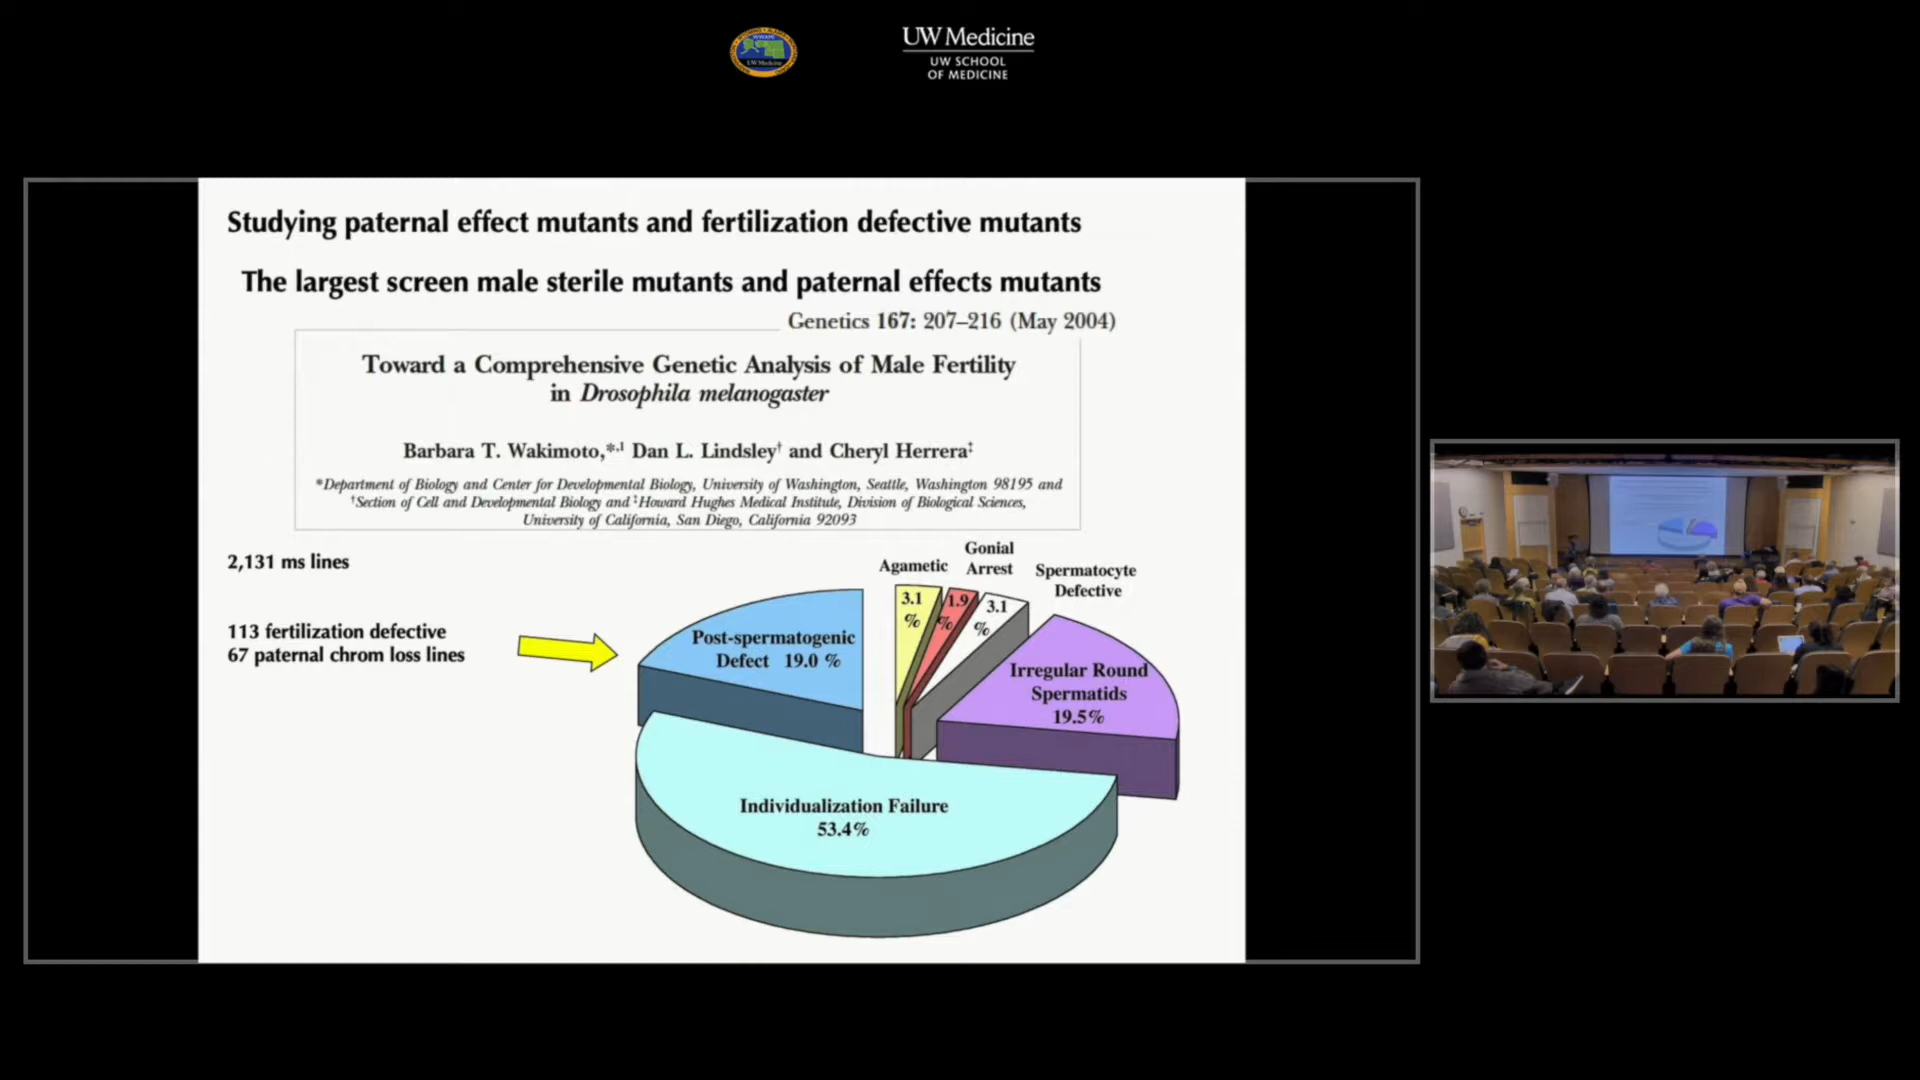 UW Medicine
UW SCHOOL
OF MEDICINE
UW Medicine
Studying paternal effect mutants and fertilization defective mutants
The largest screen male sterile mutants and paternal effects mutants
Genetics 167: 207–216 (May 2004)
Toward a Comprehensive Genetic Analysis of Male Fertility
in Drosophila melanogaster
Barbara T. Wakimoto,*,1 Dan L. Lindsley† and Cheryl Herrera‡
*Department of Biology and Center for Developmental Biology, University of Washington, Seattle, Washington 98195 and
†Section of Cell and Developmental Biology and ‡Howard Hughes Medical Institute, Division of Biological Sciences,
University of California, San Diego, California 92093
2,131 ms lines
113 fertilization defective
67 paternal chrom loss lines
Agametic
Gonial
Arrest
Spermatocyte
Defective
3.1
%
1.9
%
3.1
%
Post-spermatogenic
Defect 19.0 %
Irregular Round
Spermatids
19.5%
Individualization Failure
53.4%